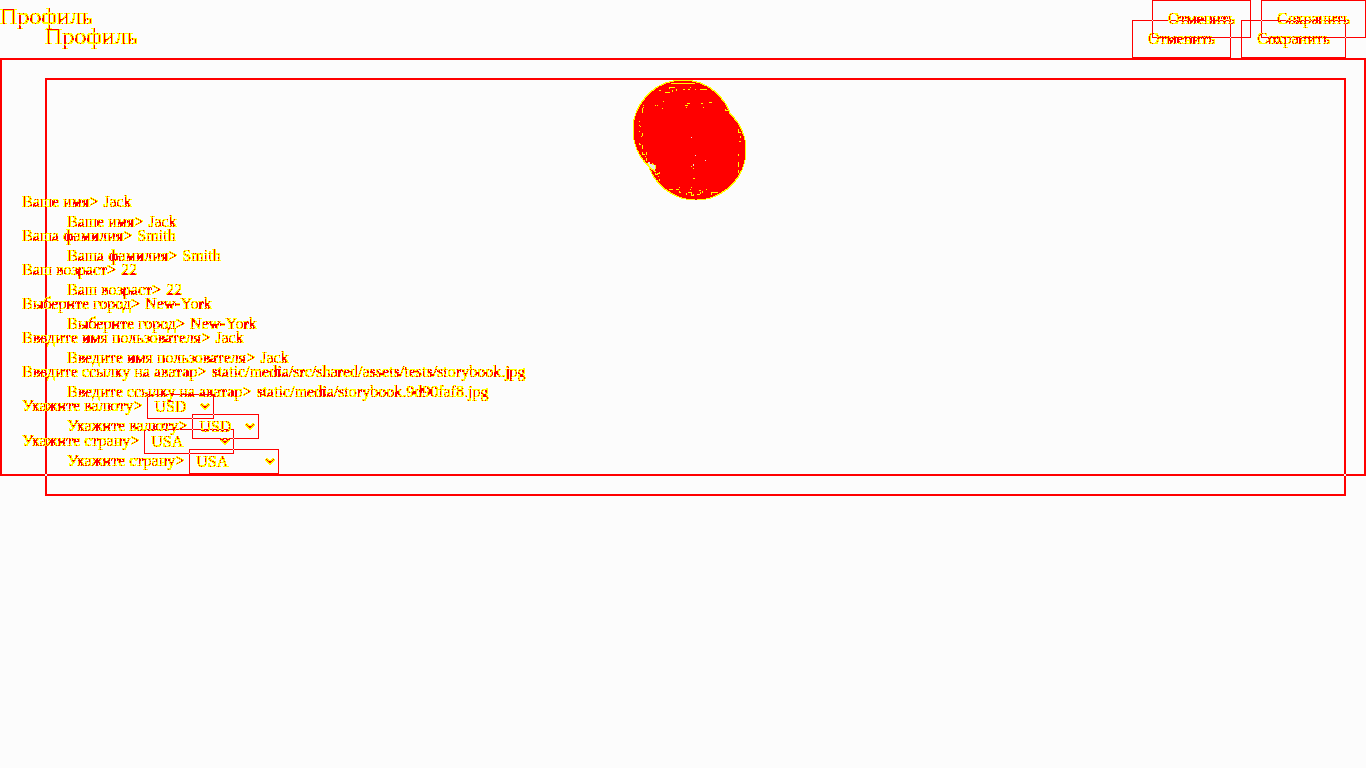 Профиль
Отменить Сохранить
Профиль
Отменить Сохранить
Ваше имя> Jack
Ваше имя> Jack
Ваша фамилия> Smith
Ваша фамилия> Smith
Ваш возраст> 22
Ваш возраст> 22
Выберите город> New-York
Выберите город> New-York
Введите имя пользователя> Jack
Введите имя пользователя> Jack
Введите ссылку на аватар> static/media/src/shared/assets/tests/storybook.jpg
Введите ссылку на аватар> static/media/storybook.9d90faf8.jpg
Укажите валюту> USD
Укажите валюту> USD
Укажите страну> USA
Укажите страну> USA